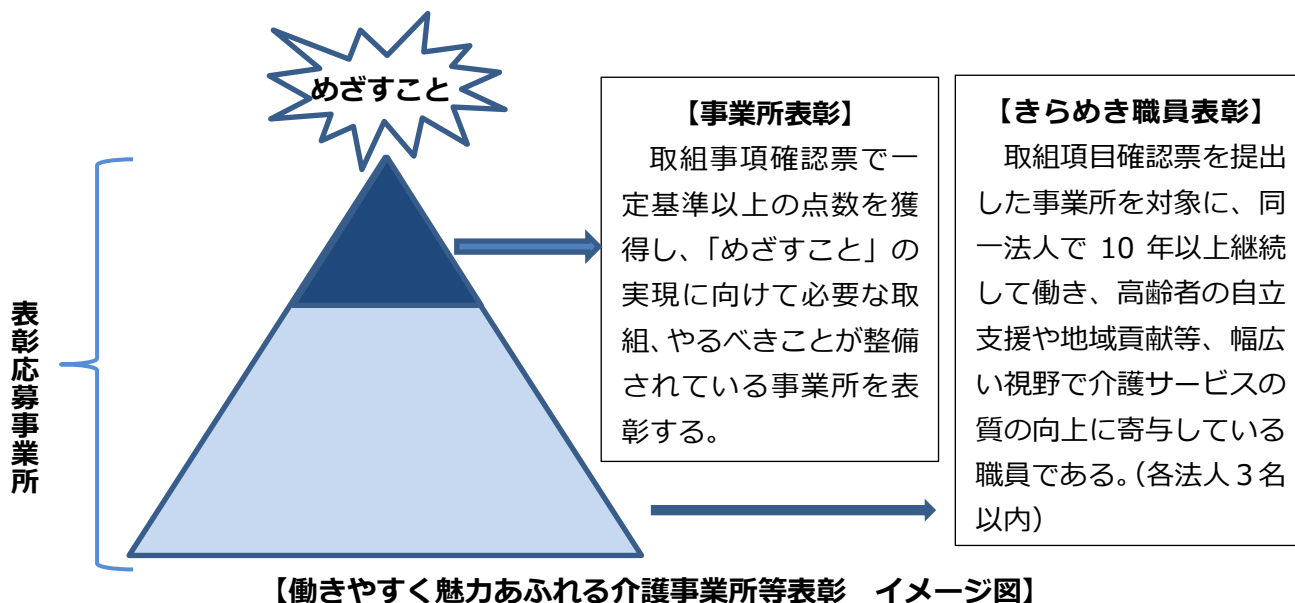 めざすこと
表彰応募事業所
【事業所表彰】
取組事項確認票で一
定基準以上の点数を獲
得し、「めざすこと」の
実現に向けて必要な取
組、やるべきことが整備
されている事業所を表
彰する。
【きらめき職員表彰】
取組項目確認票を提出
した事業所を対象に、同
一法人で 10 年以上継続
して働き、高齢者の自立
支援や地域貢献等、幅広
い視野で介護サービスの
質の向上に寄与している
職員である。（各法人３名
以内）
【働きやすく魅力あふれる介護事業所等表彰　イメージ図】